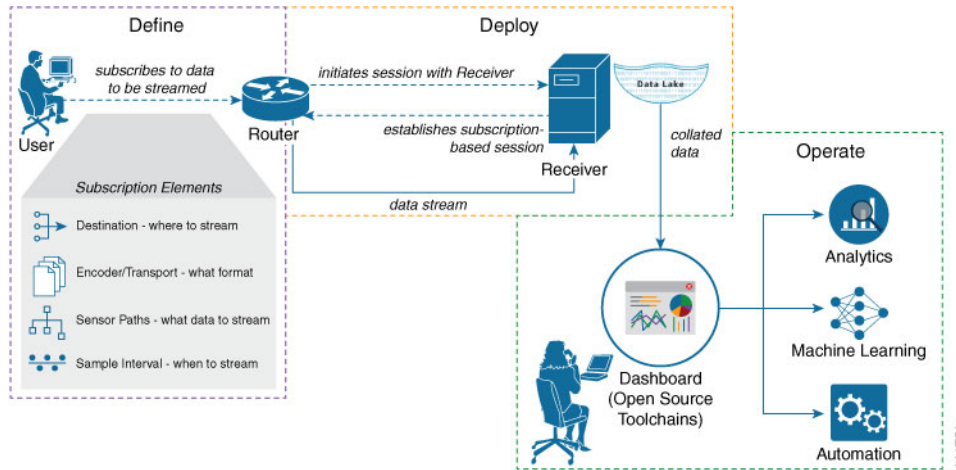 Define
Deploy
subscribes to data
to be streamed
initiates session with Receiver
Data Lake
User
Router
establishes subscription-
based session
Receiver
collated
data
Operate
Subscription Elements
data stream
Destination - where to stream
Encoder/Transport - what format
Sensor Paths - what data to stream
Sample Interval - when to stream
Analytics
Machine Learning
Dashboard
(Open Source
Toolchains)
Automation